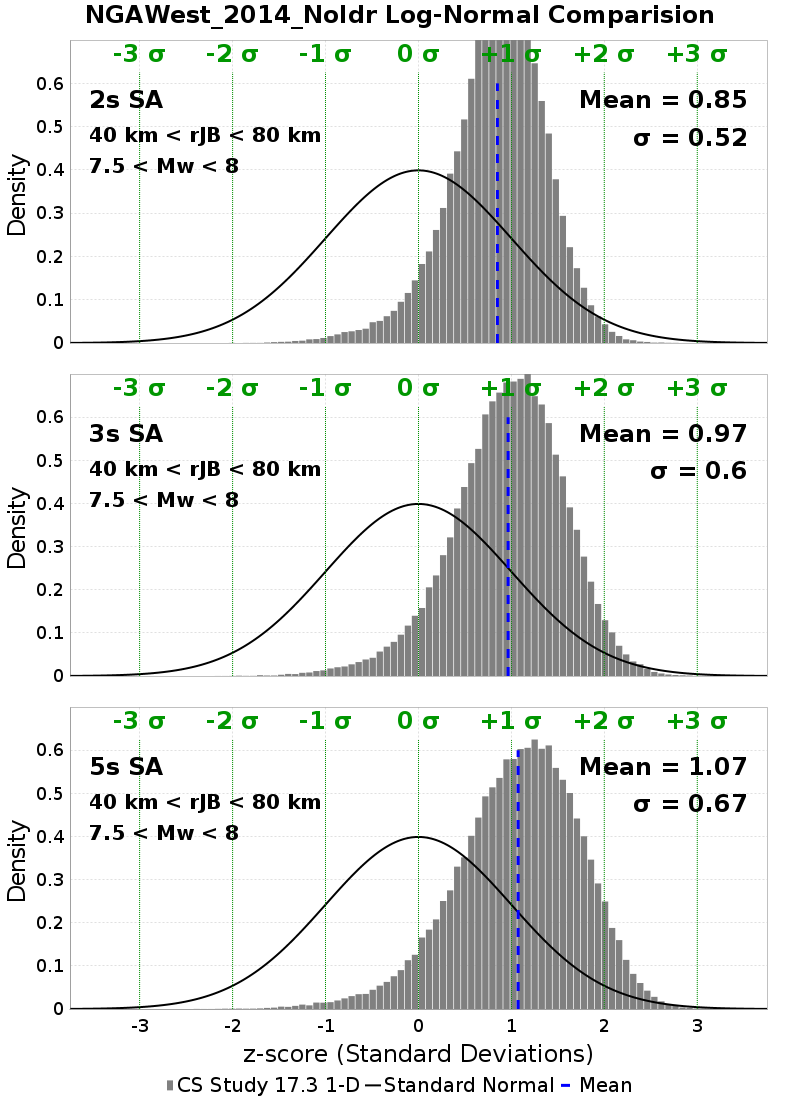 NGAWest_2014_NoIdr Log-Normal Comparision
-3 σ -2 σ -1 σ 0 σ +1 σ +2 σ +3 σ
2s SA
Mean = 0.85
40 km < rJB < 80 km
σ = 0.52
7.5 < Mw < 8
0.6
0.5
0.4
0.3
0.2
0.1
0
Density
-3 σ -2 σ -1 σ 0 σ +1 σ +2 σ +3 σ
3s SA
Mean = 0.97
40 km < rJB < 80 km
σ = 0.6
7.5 < Mw < 8
0.6
0.5
0.4
0.3
0.2
0.1
0
Density
-3 σ -2 σ -1 σ 0 σ +1 σ +2 σ +3 σ
5s SA
Mean = 1.07
40 km < rJB < 80 km
σ = 0.67
7.5 < Mw < 8
0.6
0.5
0.4
0.3
0.2
0.1
0
Density
-3 -2 -1 0 1 2 3
z-score (Standard Deviations)
CS Study 17.3 1-D Standard Normal Mean